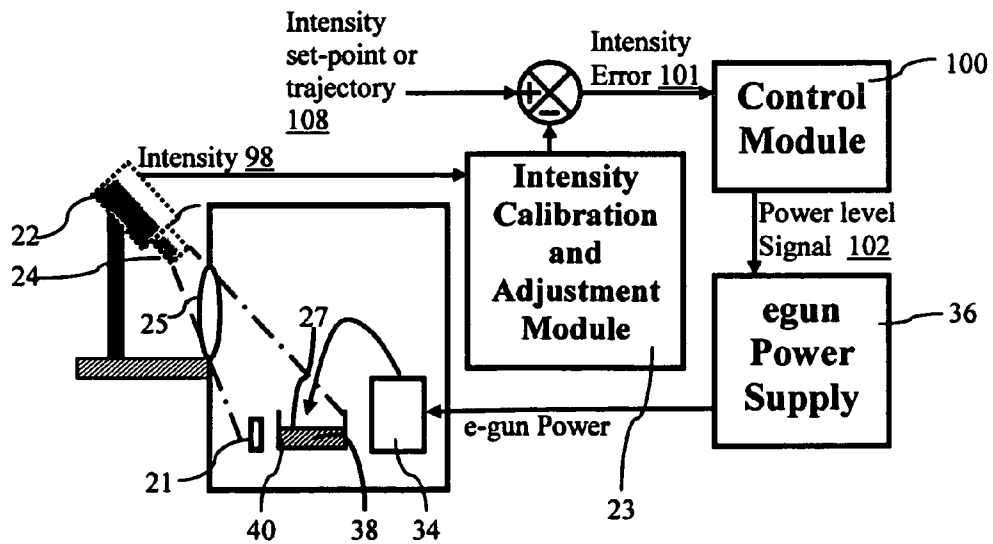 Intensity
set-point or
trajectory
108
+
−
Intensity
Error 101
100
Control
Module
Intensity 98
22
24
25
27
Intensity
Calibration
and
Adjustment
Module
Power level
Signal 102
egun
Power
Supply
36
e-gun Power
21
40
38
34
23